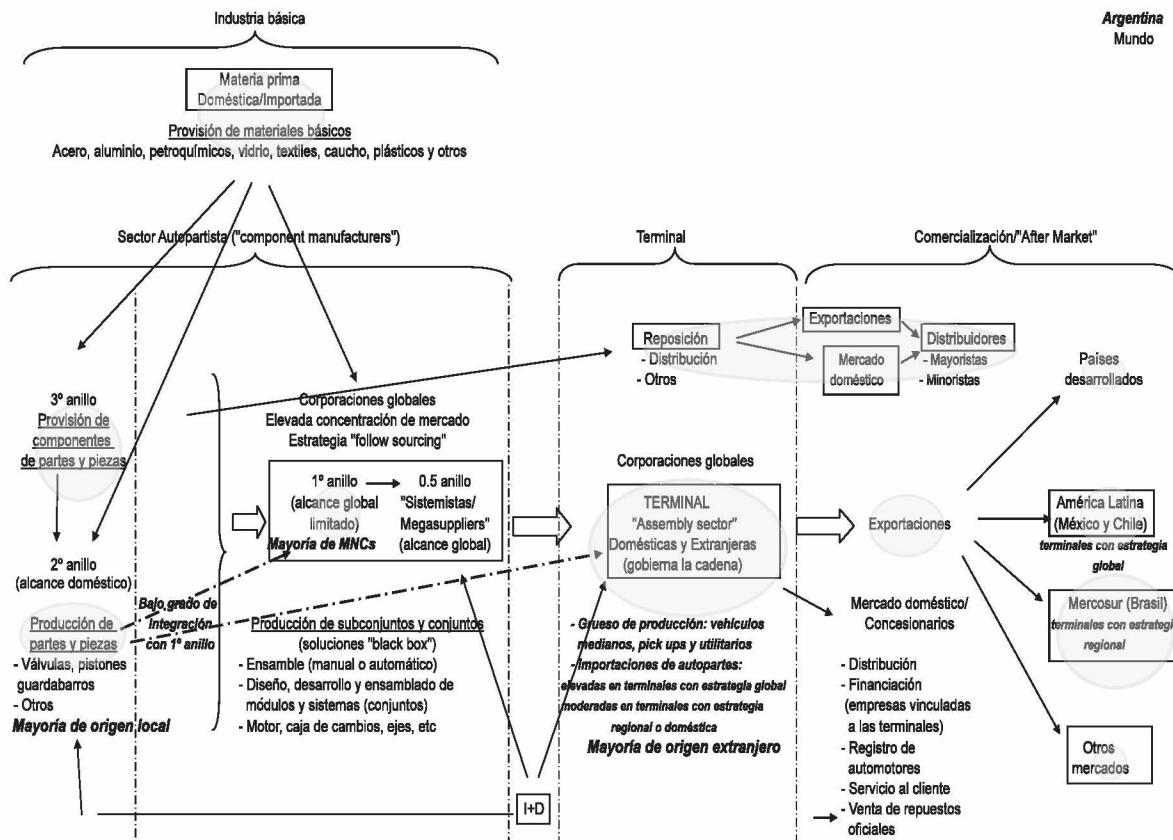 Industria básica
Argentina
Mundo
Materia prima
Doméstica/Importada
Provisión de materiales básicos
Acero, aluminio, petroquímicos, vidrio, textiles, caucho, plásticos y otros
Sector Autopartista ("component manufacturers")
Terminal
Comercialización/"After Market"
3º anillo
Provisión de
componentes
de partes y piezas
2º anillo
(alcance doméstico)
Producción de
partes y piezas
- Válvulas, pistones
guardabarros
- Otros
Mayoría de origen local
Bajo grado de
integración
con 1º anillo
Corporaciones globales
Elevada concentración de mercado
Estrategia "follow sourcing"
1º anillo
(alcance global
limitado)
Mayoría de MNCs
0.5 anillo
"Sistemistas/
Megasuppliers"
(alcance global)
Producción de subconjuntos y conjuntos
(soluciones "black box")
- Ensamble (manual o automático)
- Diseño, desarrollo y ensamblado de
módulos y sistemas (conjuntos)
- Motor, caja de cambios, ejes, etc
I+D
Reposición
- Distribución
- Otros
Exportaciones
Mercado
doméstico
Distribuidores
- Mayoristas
- Minoristas
Corporaciones globales
TERMINAL
"Assembly sector"
Domésticas y Extranjeras
(gobierna la cadena)
- Grueso de producción: vehículos
medianos, pick ups y utilitarios
- Importaciones de autopartes:
elevadas en terminales con estrategia global
moderadas en terminales con estrategia
regional o doméstica
Mayoría de origen extranjero
Exportaciones
Mercado doméstico/
Concesionarios
- Distribución
- Financiación
(empresas vinculadas
a las terminales)
- Registro de
automotores
- Servicio al cliente
- Venta de repuestos
oficiales
Países
desarrollados
América Latina
(México y Chile)
terminales con estrategia
global
Mercosur (Brasil)
terminales con estrategia
regional
Otros
mercados